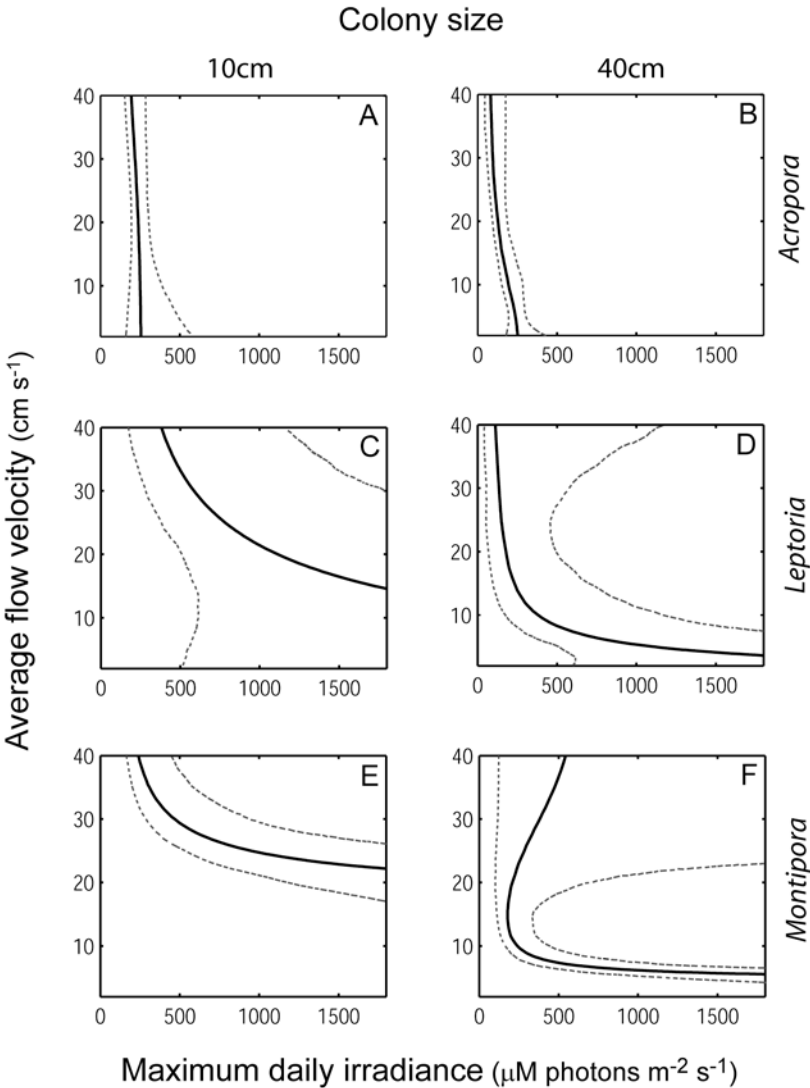 Colony size
10cm 40cm
A
B
40
30
20
10
0 500 1000 1500
40
30
20
10
0 500 1000 1500
Acropora
C
D
40
30
20
10
0 500 1000 1500
40
30
20
10
0 500 1000 1500
Leptoria
E
F
40
30
20
10
0 500 1000 1500
40
30
20
10
0 500 1000 1500
Montipora
Average flow velocity (cm s⁻¹)
Maximum daily irradiance (μM photons m⁻² s⁻¹)